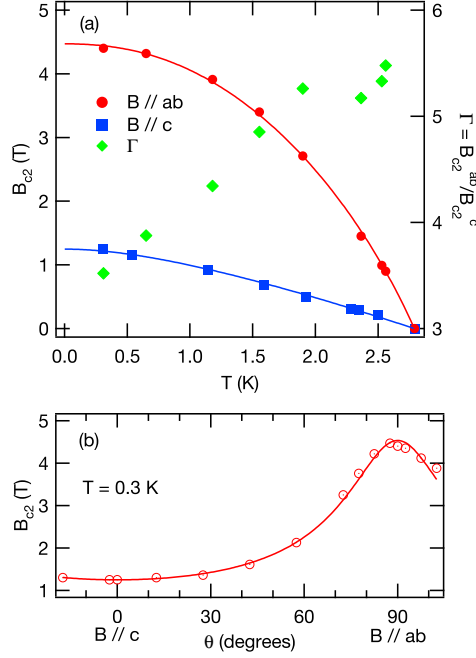 (a)
5
4
3
2
1
0
B_c2 (T)
B // ab
B // c
Γ
6
5
4
3
Γ = B_c2^ab/B_c2^c
0.0 0.5 1.0 1.5 2.0 2.5
T (K)
(b)
5
4
3
2
1
B_c2 (T)
T = 0.3 K
0 30 60 90
B // c θ (degrees) B // ab